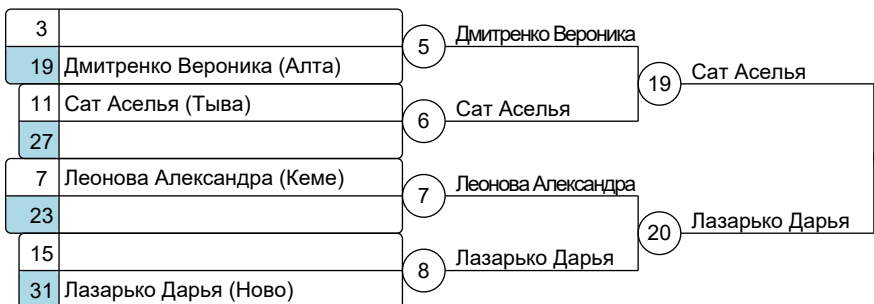 3
5 Дмитренко Вероника
19 Дмитренко Вероника (Алта)
19 Сат Аселья
11 Сат Аселья (Тыва)
6 Сат Аселья
27
7 Леонова Александра (Кеме)
7 Леонова Александра
23
20 Лазарько Дарья
15
8 Лазарько Дарья
31 Лазарько Дарья (Ново)